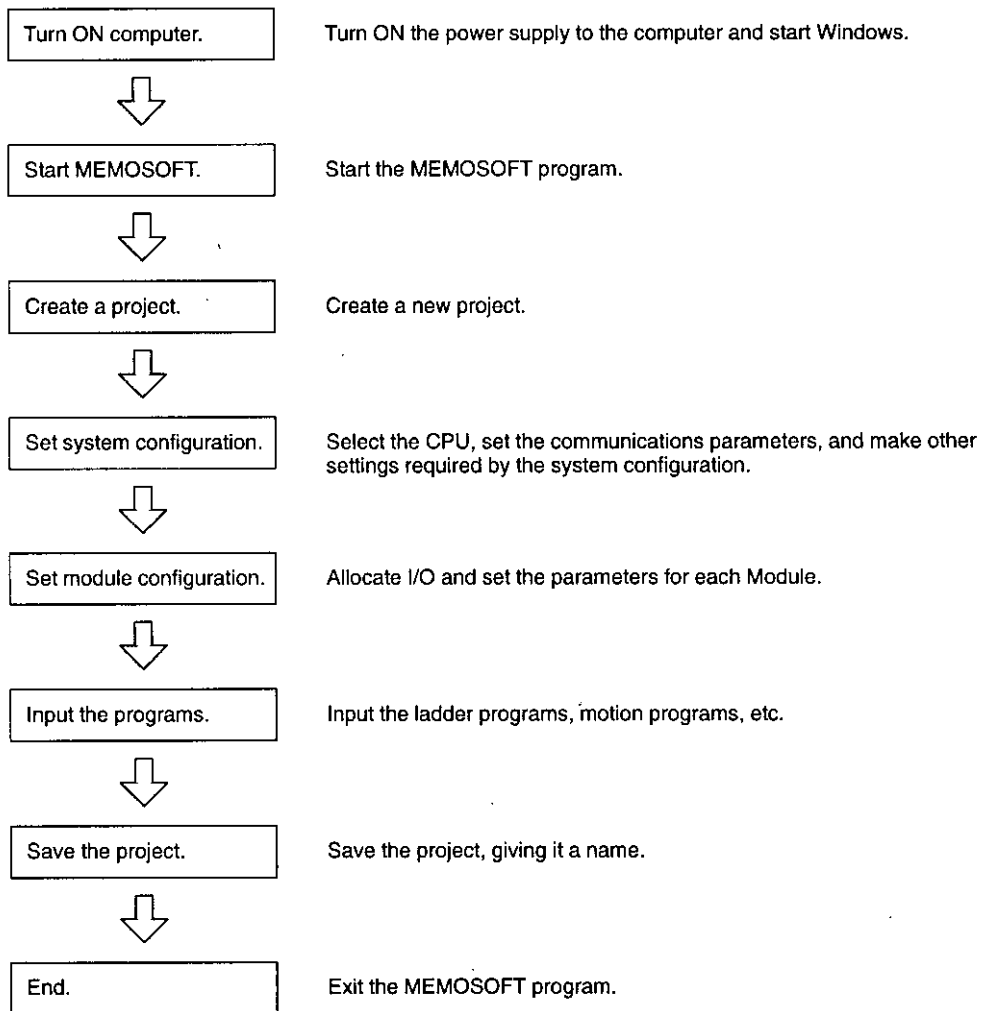 Turn ON computer.
Turn ON the power supply to the computer and start Windows.
Start MEMOSOFT.
Start the MEMOSOFT program.
Create a project.
Create a new project.
Set system configuration.
Select the CPU, set the communications parameters, and make other
settings required by the system configuration.
Set module configuration.
Allocate I/O and set the parameters for each Module.
Input the programs.
Input the ladder programs, motion programs, etc.
Save the project.
Save the project, giving it a name.
End.
Exit the MEMOSOFT program.